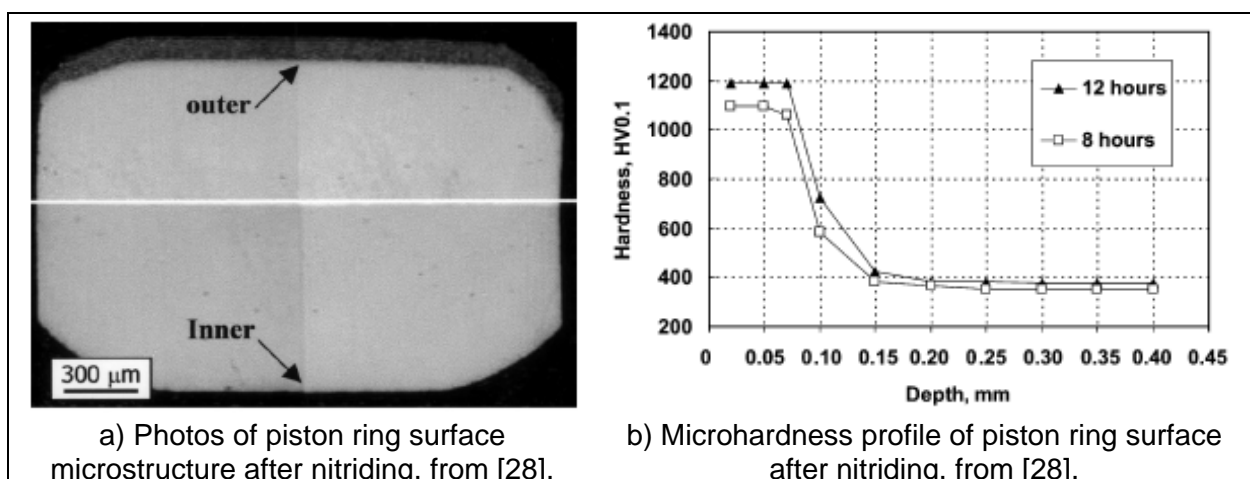 outer
Inner
300 μm
1400
1200
1000
800
600
400
200
Hardness, HV0.1
12 hours
8 hours
0 0.05 0.10 0.15 0.20 0.25 0.30 0.35 0.40 0.45
Depth, mm
a) Photos of piston ring surface
microstructure after nitriding, from [28].
b) Microhardness profile of piston ring surface
after nitriding, from [28].